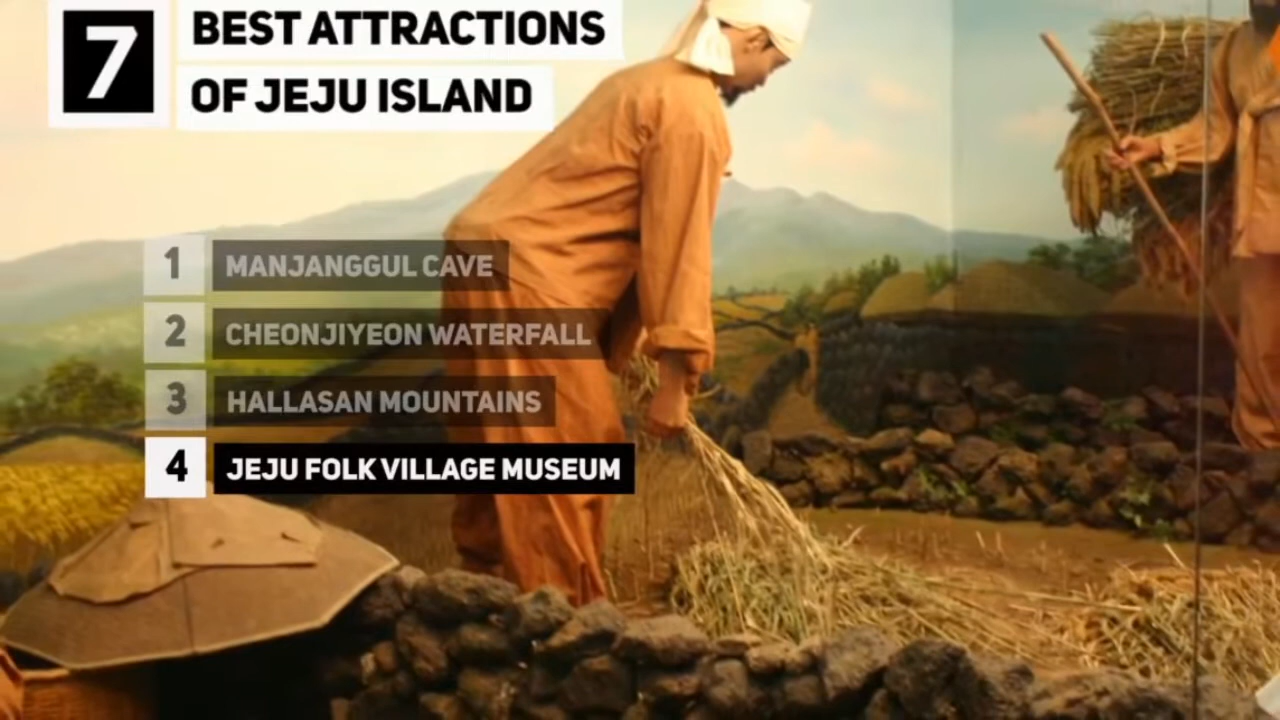 7
BEST ATTRACTIONS
OF JEJU ISLAND
1 MANJANGGUL CAVE
2 CHEONJIYEON WATERFALL
3 HALLASAN MOUNTAINS
4 JEJU FOLK VILLAGE MUSEUM